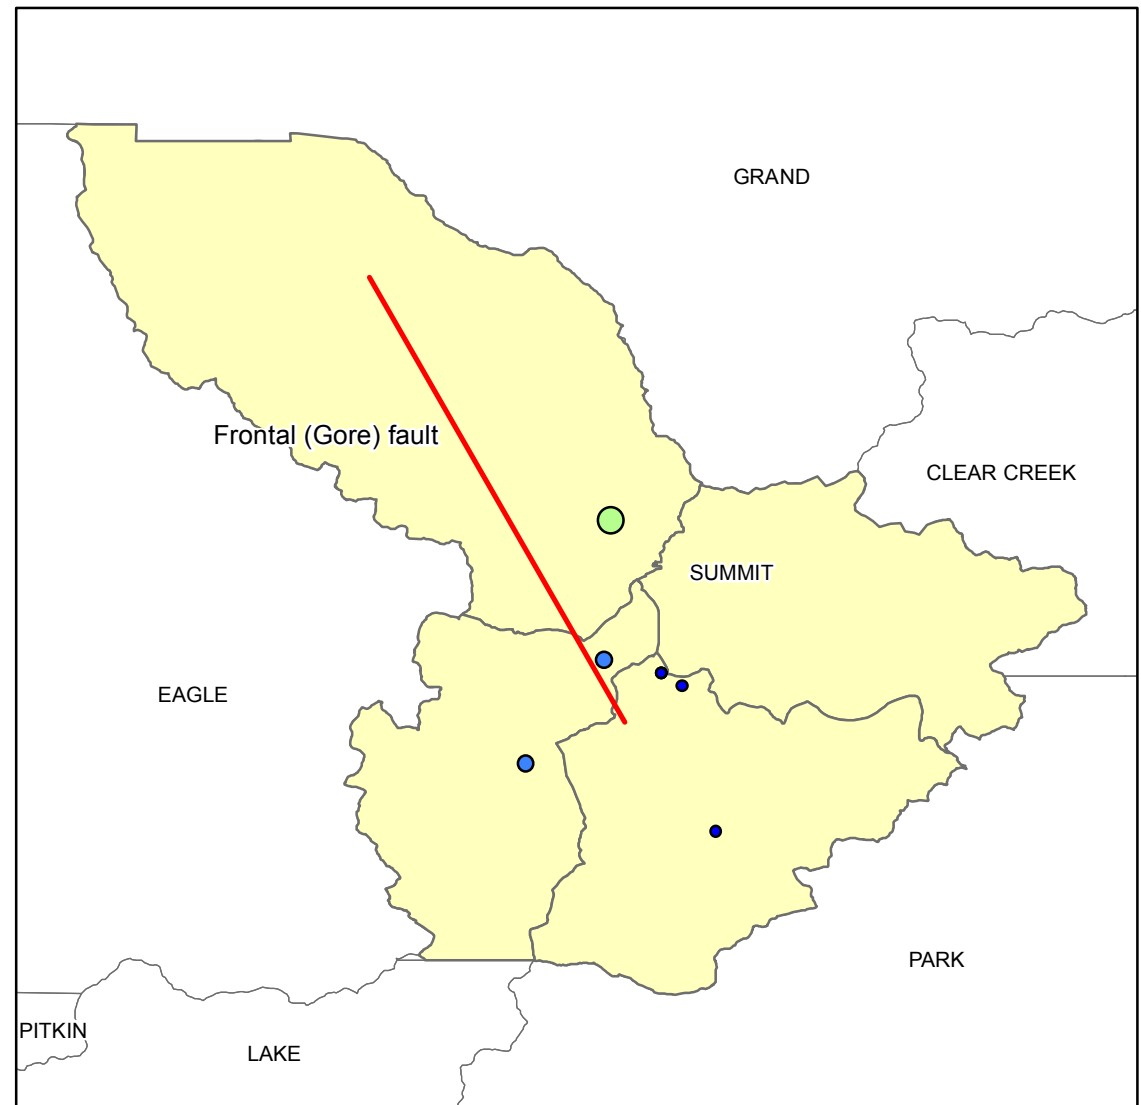 GRAND
Frontal (Gore) fault
CLEAR CREEK
SUMMIT
EAGLE
PARK
PITKIN
LAKE